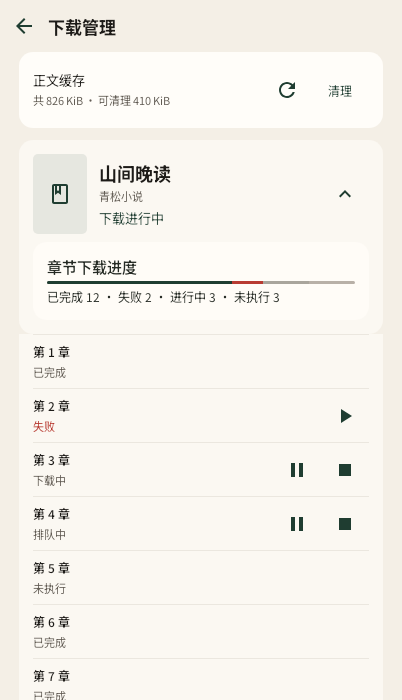 下载管理
正文缓存
共 826 KiB · 可清理 410 KiB
清理
山间晚读
青松小说
下载进行中
章节下载进度
已完成 12 · 失败 2 · 进行中 3 · 未执行 3
第 1 章
已完成
第 2 章
失败
第 3 章
下载中
第 4 章
排队中
第 5 章
未执行
第 6 章
已完成
第 7 章
已完成